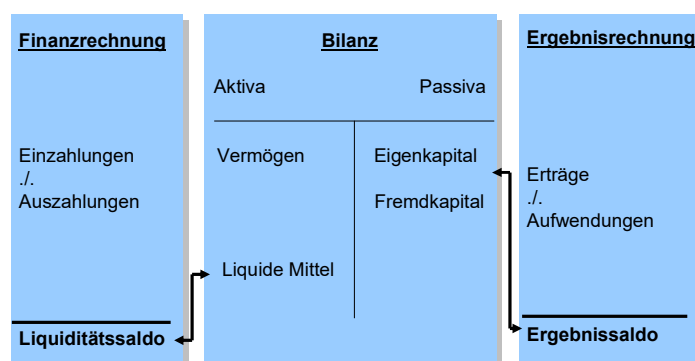 Finanzrechnung
Einzahlungen
./.
Auszahlungen
Liquiditätssaldo
Bilanz
Aktiva Passiva
Vermögen Eigenkapital
Fremdkapital
Liquide Mittel
Ergebnisrechnung
Erträge
./.
Aufwendungen
Ergebnissaldo